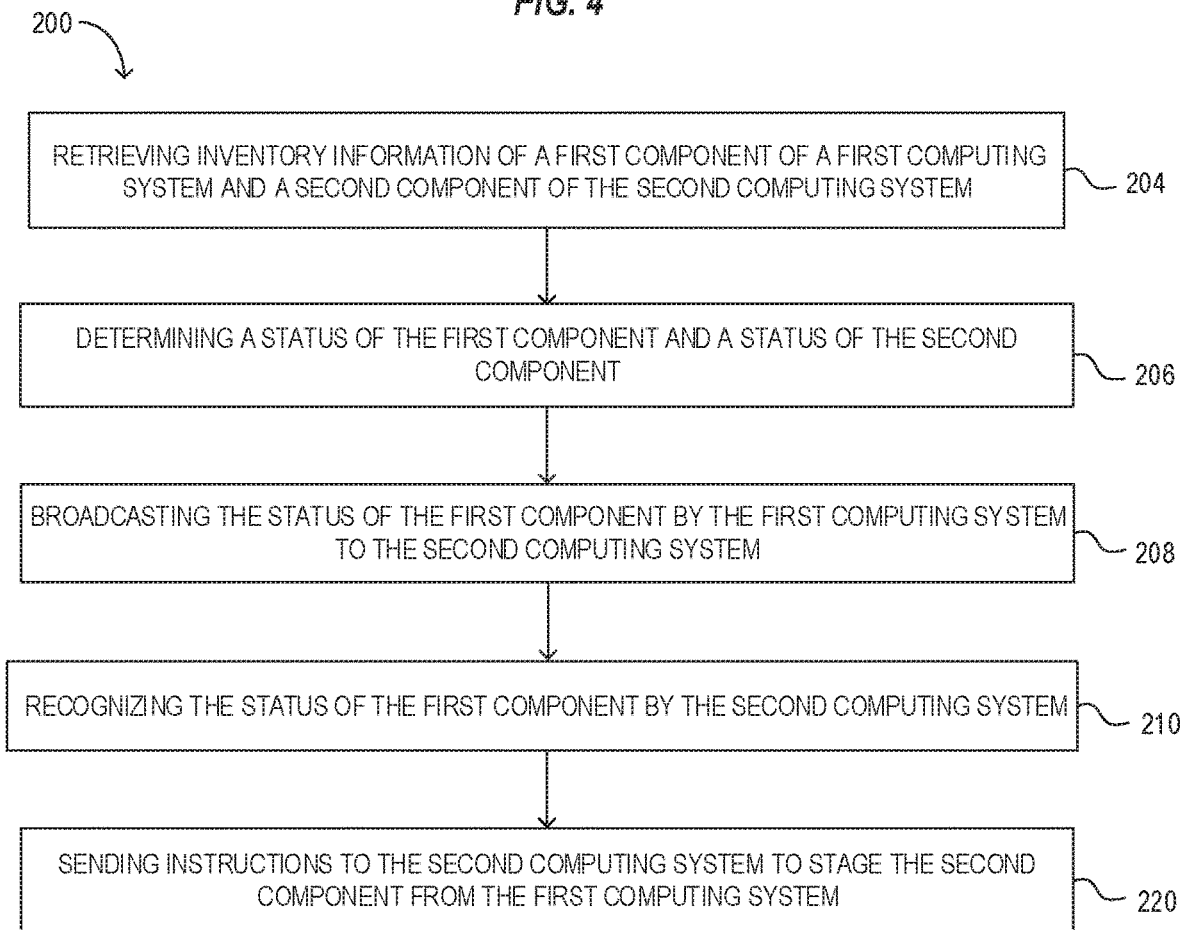 FIG. 4
200
RETRIEVING INVENTORY INFORMATION OF A FIRST COMPONENT OF A FIRST COMPUTING
SYSTEM AND A SECOND COMPONENT OF THE SECOND COMPUTING SYSTEM
204
DETERMINING A STATUS OF THE FIRST COMPONENT AND A STATUS OF THE SECOND
COMPONENT
206
BROADCASTING THE STATUS OF THE FIRST COMPONENT BY THE FIRST COMPUTING SYSTEM
TO THE SECOND COMPUTING SYSTEM
208
RECOGNIZING THE STATUS OF THE FIRST COMPONENT BY THE SECOND COMPUTING SYSTEM
210
SENDING INSTRUCTIONS TO THE SECOND COMPUTING SYSTEM TO STAGE THE SECOND
COMPONENT FROM THE FIRST COMPUTING SYSTEM
220